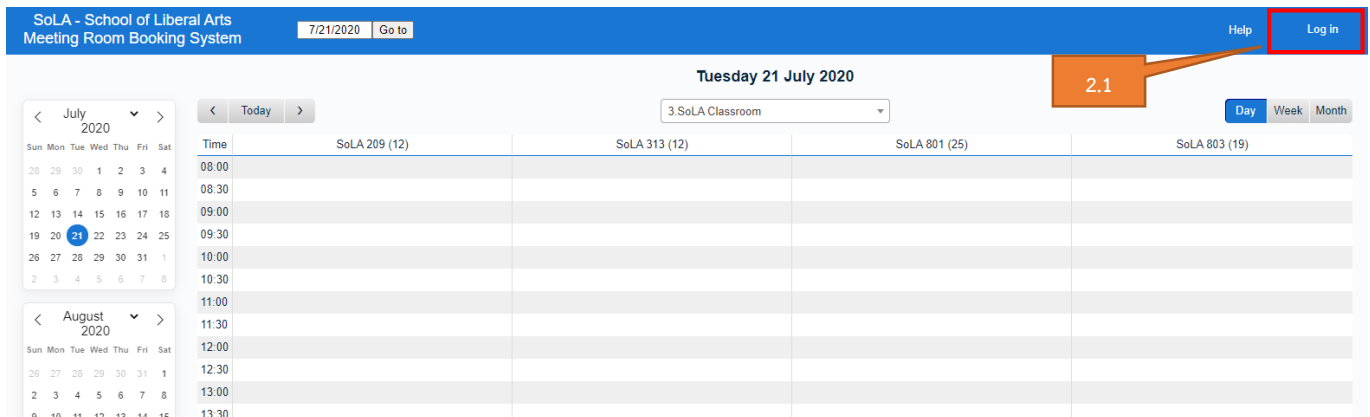 SoLA - School of Liberal Arts
Meeting Room Booking System
7/21/2020 Go to
Help Log in
2.1
Tuesday 21 July 2020
< Today >
3.SoLA Classroom
Day Week Month
< July 2020 >
Sun Mon Tue Wed Thu Fri Sat
28 29 30 1 2 3 4
5 6 7 8 9 10 11
12 13 14 15 16 17 18
19 20 21 22 23 24 25
26 27 28 29 30 31 1
2 3 4 5 6 7 8
< August 2020 >
Sun Mon Tue Wed Thu Fri Sat
26 27 28 29 30 31 1
2 3 4 5 6 7 8
9 10 11 12 13 14 15
Time SoLA 209 (12) SoLA 313 (12) SoLA 801 (25) SoLA 803 (19)
08:00
08:30
09:00
09:30
10:00
10:30
11:00
11:30
12:00
12:30
13:00
13:30